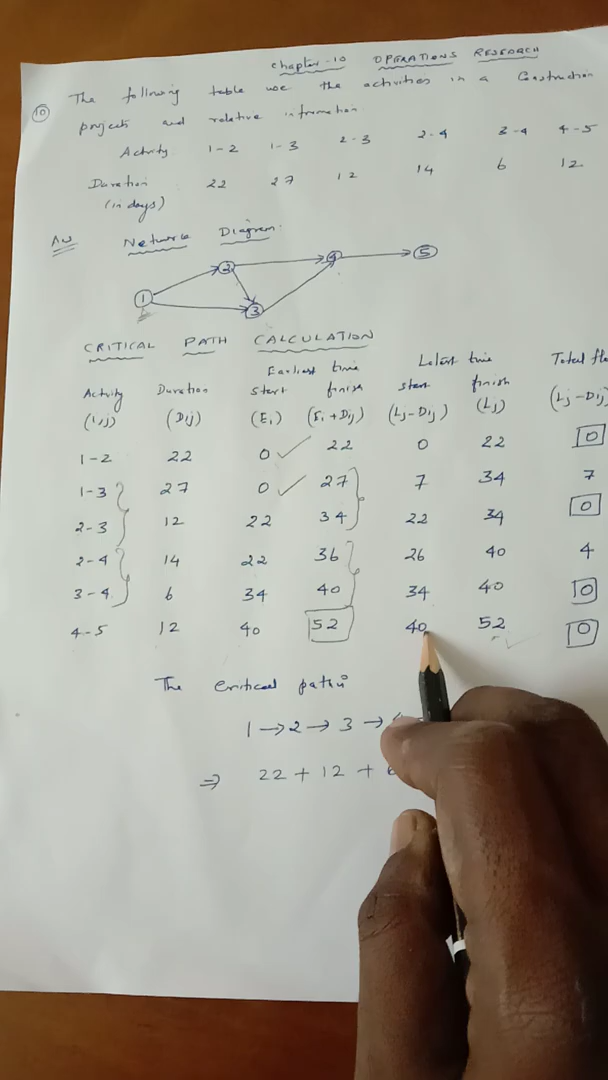 Chapter-10 OPERATIONS RESEARCH
10 The following table use the activities in a Construction
projects and relative information
Activity 1-2 1-3 2-3 2-4 3-4 4-5
Duration 22 27 12 14 6 12
(in days)
Network Diagram:
1 2 3 4 5
CRITICAL PATH CALCULATION
Earliest time Latest time Total
Activity Duration start finish start finish
(i,j) (Dij) (Ei) (Ei + Dij) (Lj - Dij) (Lj) (Lj - Dij)
1-2 22 0 22 0 22 0
1-3 27 0 27 7 34 7
2-3 12 22 34 22 34 0
2-4 14 22 36 26 40 4
3-4 6 34 40 34 40 0
4-5 12 40 52 40 52 0
The critical path:
1 → 2 → 3 →
⇒ 22 + 12 +